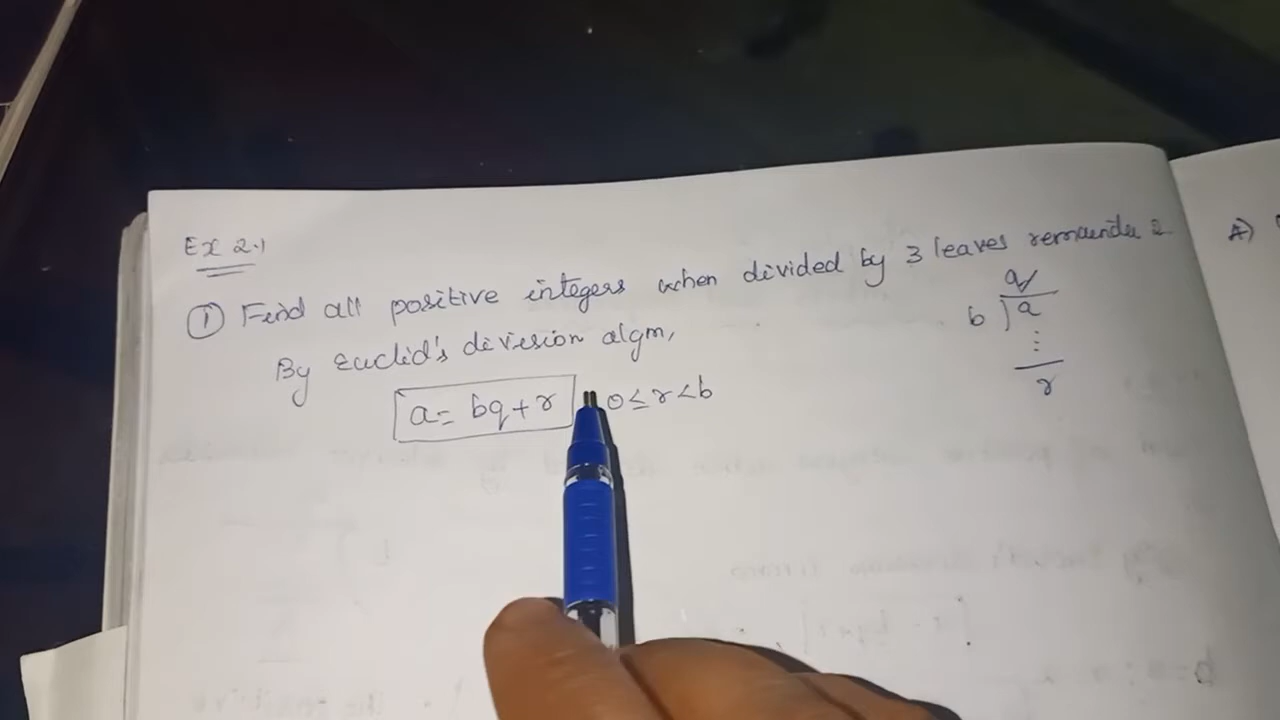 Ex 2.1
① Find all positive integers when divided by 3 leaves remainder 2
By Euclid's division algm,
a = bq + r 0 ≤ r < b
q
b ) a
⋮
r
A)